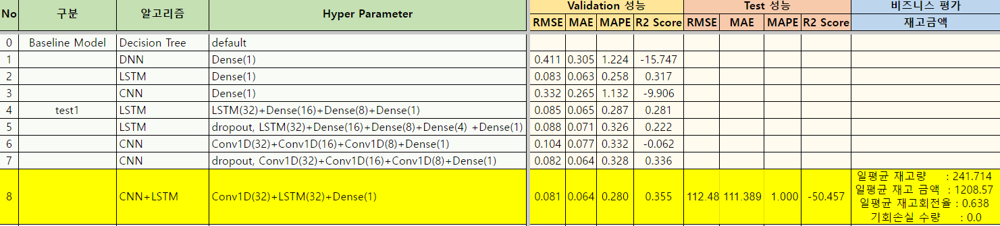 No 구분 알고리즘 Hyper Parameter Validation 성능 Test 성능 비즈니스 평가
RMSE MAE MAPE R2 Score RMSE MAE MAPE R2 Score 재고금액
0 Baseline Model Decision Tree default
1 DNN Dense(1) 0.411 0.305 1.224 -15.747
2 LSTM Dense(1) 0.083 0.063 0.258 0.317
3 CNN Dense(1) 0.332 0.265 1.132 -9.906
4 test1 LSTM LSTM(32)+Dense(16)+Dense(8)+Dense(1) 0.085 0.065 0.287 0.281
5 LSTM dropout, LSTM(32)+Dense(16)+Dense(8)+Dense(4) +Dense(1) 0.088 0.071 0.326 0.222
6 CNN Conv1D(32)+Conv1D(16)+Conv1D(8)+Dense(1) 0.104 0.077 0.332 -0.062
7 CNN dropout, Conv1D(32)+Conv1D(16)+Conv1D(8)+Dense(1) 0.082 0.064 0.328 0.336
8 CNN+LSTM Conv1D(32)+LSTM(32)+Dense(1) 0.081 0.064 0.280 0.355 112.48 111.389 1.000 -50.457
일평균 재고량 : 241.714
일평균 재고 금액 : 1208.57
일평균 재고회전율 : 0.638
기회손실 수량 : 0.0